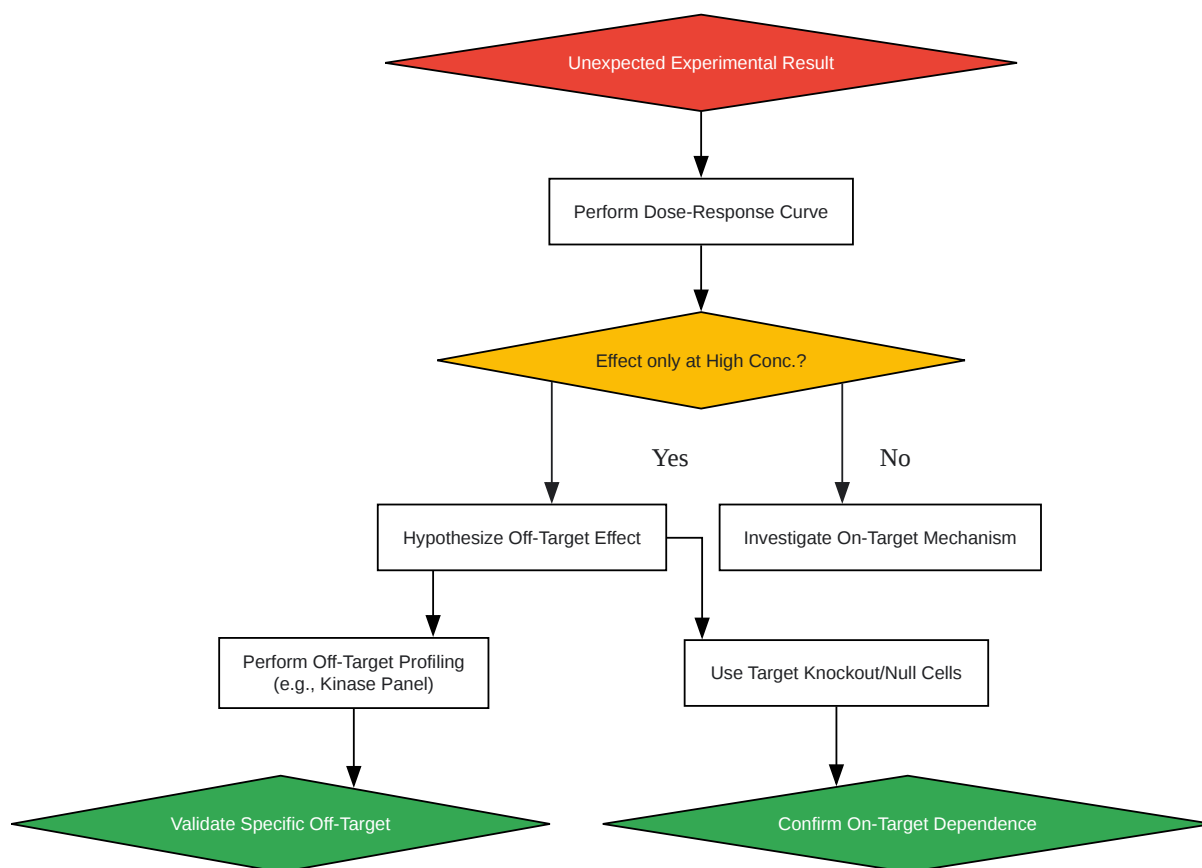 Unexpected Experimental Result
Perform Dose-Response Curve
Effect only at High Conc.?
Yes
No
Hypothesize Off-Target Effect
Investigate On-Target Mechanism
Perform Off-Target Profiling
(e.g., Kinase Panel)
Use Target Knockout/Null Cells
Validate Specific Off-Target
Confirm On-Target Dependence